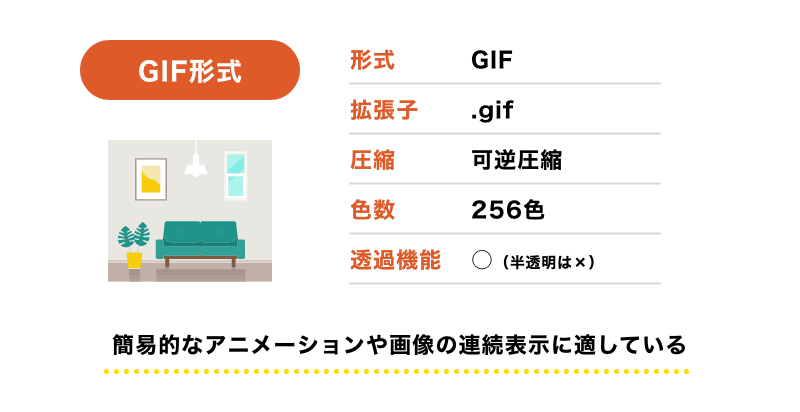 GIF形式
形式 GIF
拡張子 .gif
圧縮 可逆圧縮
色数 256色
透過機能 ○（半透明は×）
簡易的なアニメーションや画像の連続表示に適している